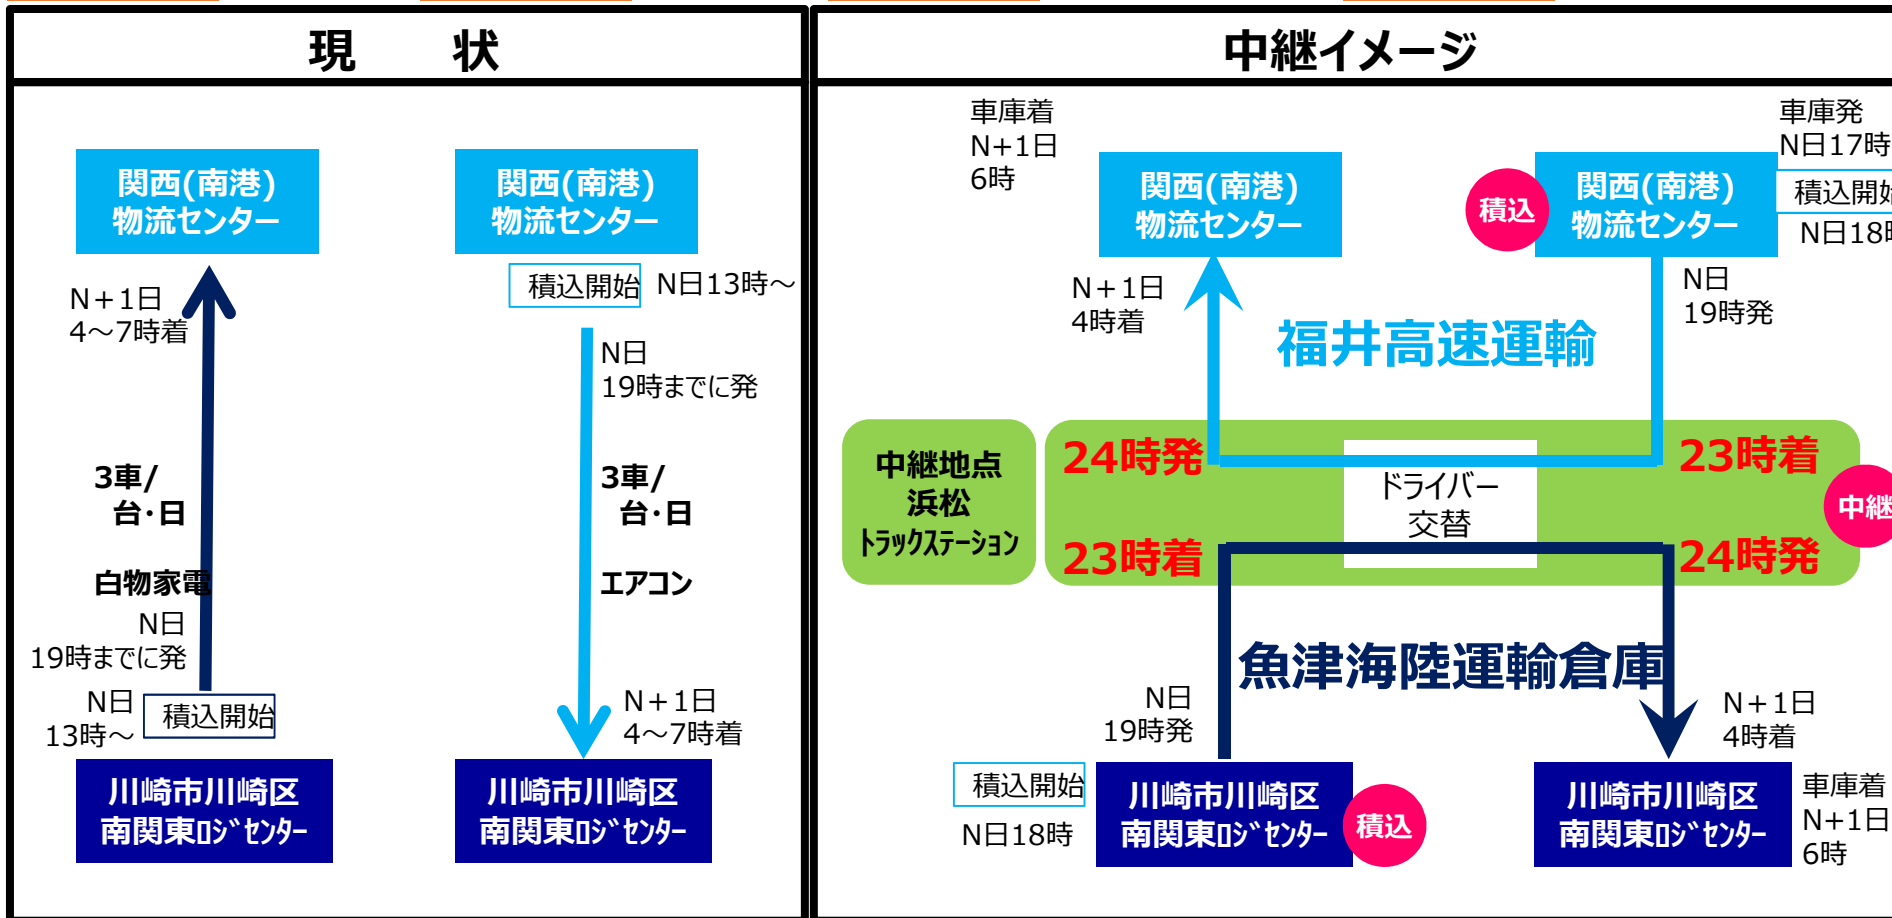 現　状
関西(南港)
物流センター
N＋1日
4～7時着
3車/
台･日
白物家電
N日
19時までに発
N日
13時～
積込開始
川崎市川崎区
南関東ﾛｼﾞｾﾝﾀｰ
関西(南港)
物流センター
積込開始
N日13時～
N日
19時までに発
3車/
台･日
エアコン
N＋1日
4～7時着
川崎市川崎区
南関東ﾛｼﾞｾﾝﾀｰ
中継イメージ
車庫着
N+1日
6時
関西(南港)
物流センター
N＋1日
4時着
積込
関西(南港)
物流センター
車庫発
N日17時
積込開始
N日18時
N日
19時発
福井高速運輸
中継地点
浜松
ﾄﾗｯｸｽﾃｰｼｮﾝ
24時発
23時着
ドライバー
交替
23時着
24時発
中継
魚津海陸運輸倉庫
N日
19時発
積込開始
N日18時
川崎市川崎区
南関東ﾛｼﾞｾﾝﾀｰ
積込
N＋1日
4時着
川崎市川崎区
南関東ﾛｼﾞｾﾝﾀｰ
車庫着
N+1日
6時